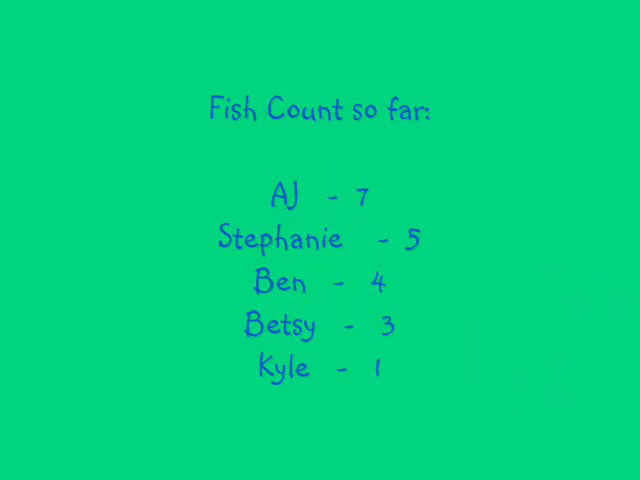 Fish Count so far:
AJ - 7
Stephanie - 5
Ben - 4
Betsy - 3
Kyle - 1